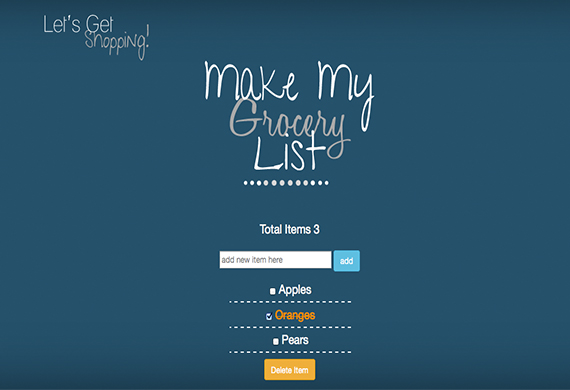 Let's Get
Shopping!
Make My
Grocery
List
Total Items 3
add new item here
add
Apples
Oranges
Pears
Delete Item